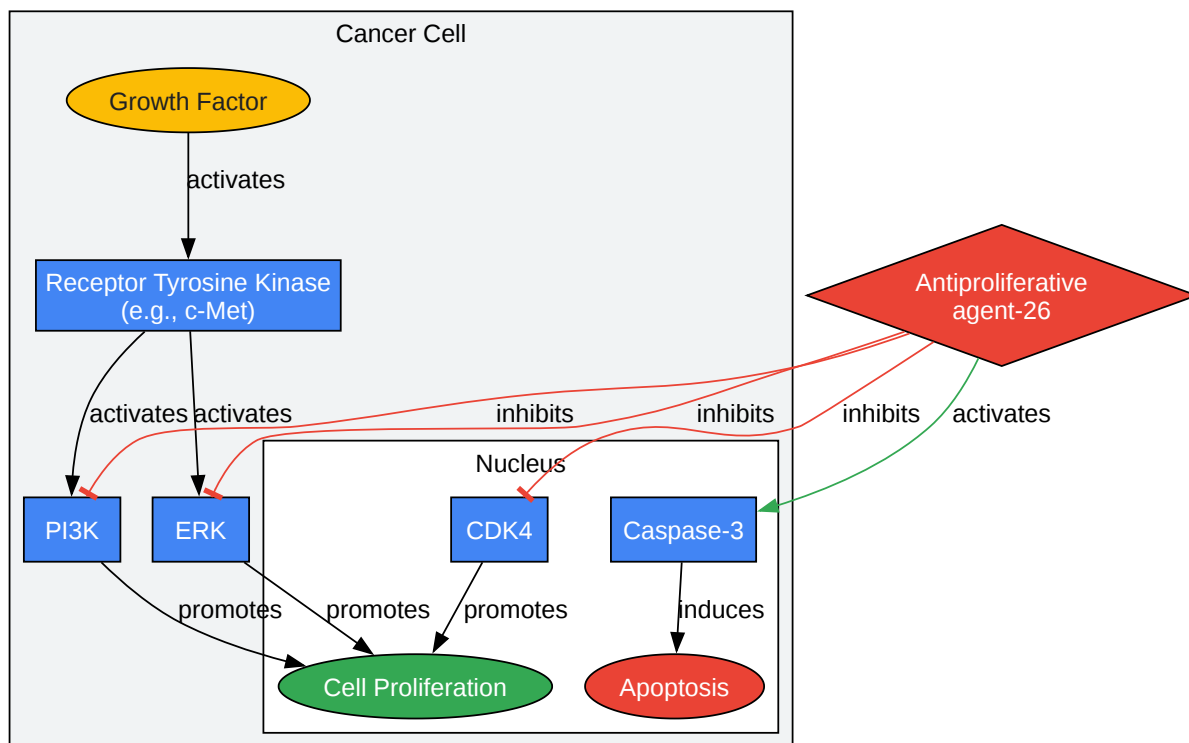 Cancer Cell
Growth Factor
activates
Receptor Tyrosine Kinase
(e.g., c-Met)
Antiproliferative
agent-26
activates
activates
inhibits
inhibits
inhibits
activates
Nucleus
PI3K
ERK
CDK4
Caspase-3
promotes
promotes
promotes
induces
Cell Proliferation
Apoptosis